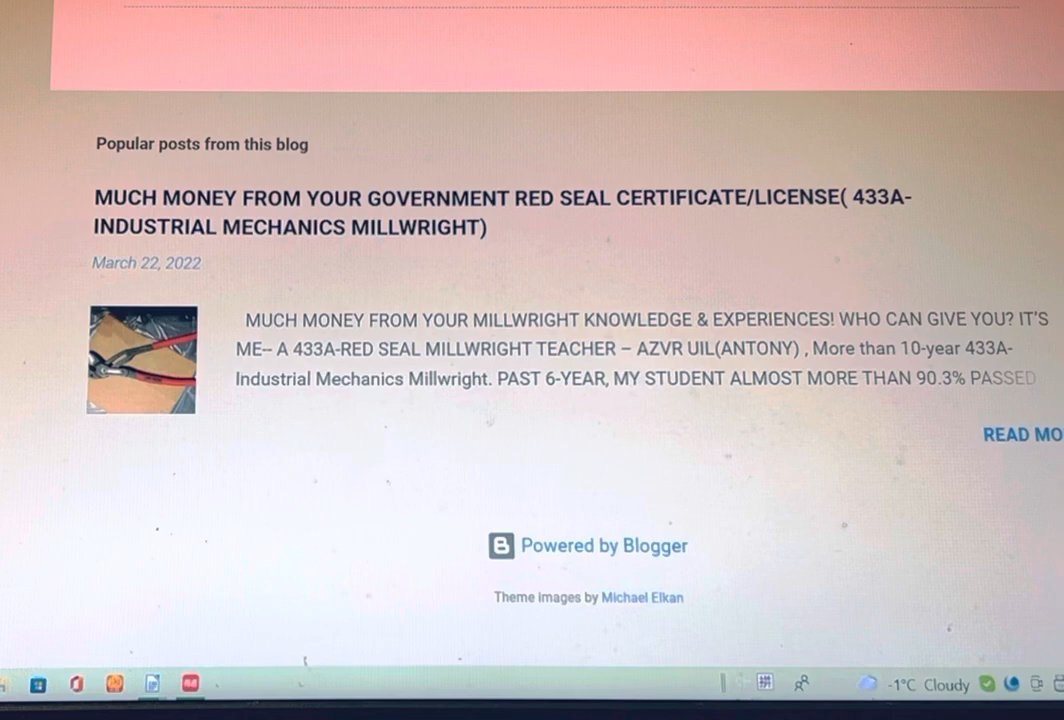 Popular posts from this blog
MUCH MONEY FROM YOUR GOVERNMENT RED SEAL CERTIFICATE/LICENSE( 433A-
INDUSTRIAL MECHANICS MILLWRIGHT)
March 22, 2022
MUCH MONEY FROM YOUR MILLWRIGHT KNOWLEDGE & EXPERIENCES! WHO CAN GIVE YOU? IT'S
ME-- A 433A-RED SEAL MILLWRIGHT TEACHER – AZVR UIL(ANTONY) , More than 10-year 433A-
Industrial Mechanics Millwright. PAST 6-YEAR, MY STUDENT ALMOST MORE THAN 90.3% PASSED
READ MO
B Powered by Blogger
Theme images by Michael Elkan
拼 -1°C Cloudy